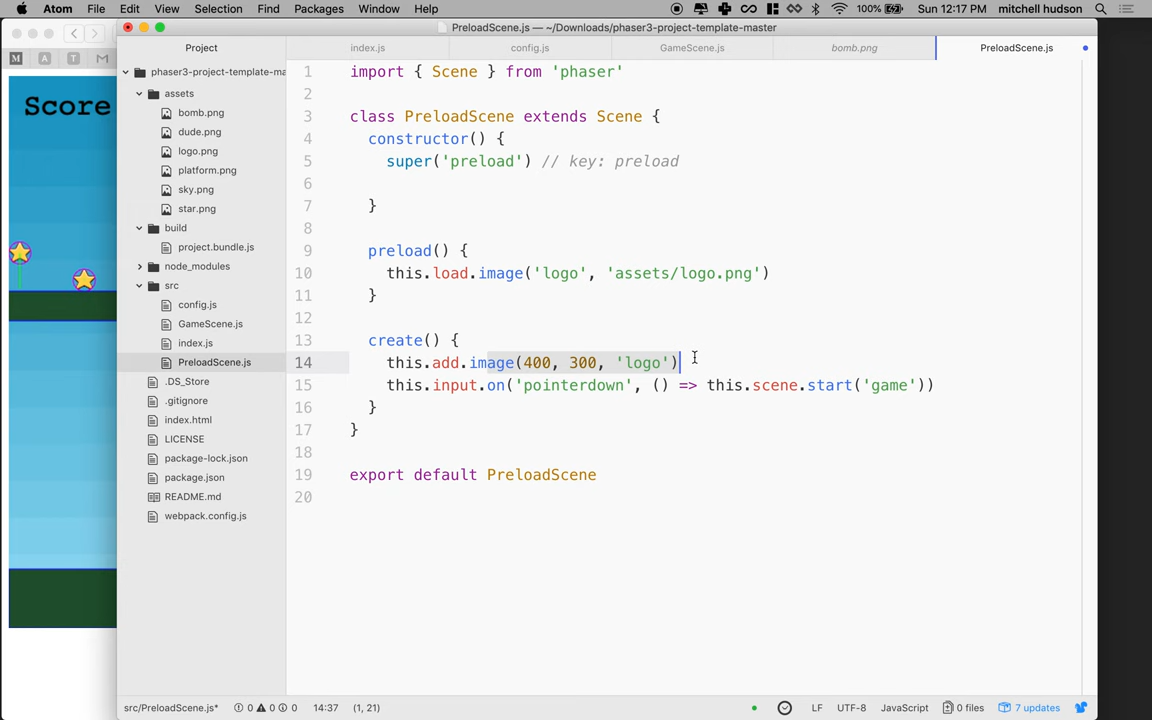 Atom File Edit View Selection Find Packages Window Help 100% Sun 12:17 PM mitchell hudson
PreloadScene.js — ~/Downloads/phaser3-project-template-master
Project index.js config.js GameScene.js bomb.png PreloadScene.js
M A T M
Score
phaser3-project-template-ma
assets
bomb.png
dude.png
logo.png
platform.png
sky.png
star.png
build
project.bundle.js
node_modules
src
config.js
GameScene.js
index.js
PreloadScene.js
.DS_Store
.gitignore
index.html
LICENSE
package-lock.json
package.json
README.md
webpack.config.js
1 import { Scene } from 'phaser'
2
3 class PreloadScene extends Scene {
4 constructor() {
5 super('preload') // key: preload
6
7 }
8
9 preload() {
10 this.load.image('logo', 'assets/logo.png')
11 }
12
13 create() {
14 this.add.image(400, 300, 'logo')
15 this.input.on('pointerdown', () => this.scene.start('game'))
16 }
17 }
18
19 export default PreloadScene
20
src/PreloadScene.js* 0 0 0 14:37 (1, 21) LF UTF-8 JavaScript 0 files 7 updates